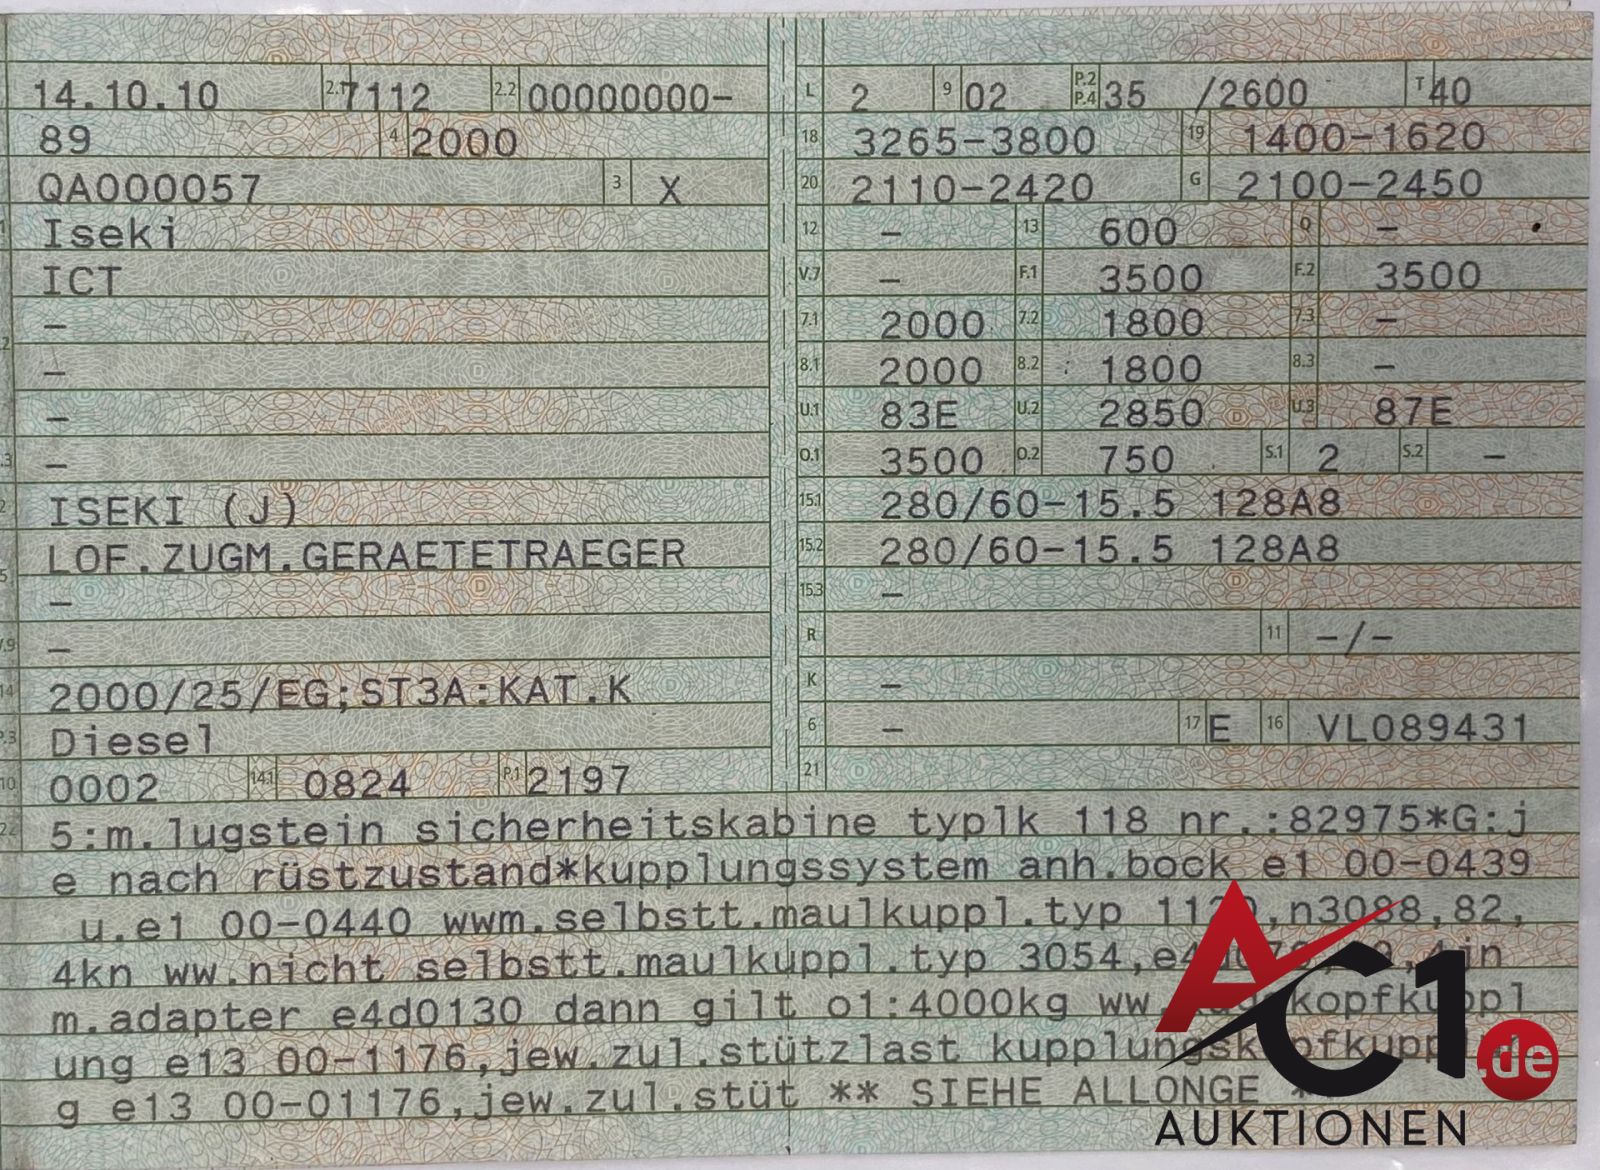 14.10.10 2.1 7112 2.2 00000000-
89 4 2000
QA000057 3 X
Iseki
ICT
-
-
-
-
ISEKI (J)
LOF.ZUGM.GERAETETRAEGER
-
-
14 2000/25/EG;ST3A:KAT.K
P.3 Diesel
10 0002 14.1 0824 P.1 2197
L 2 9 02 P.2 P.4 35 /2600 T 40
18 3265-3800 19 1400-1620
20 2110-2420 G 2100-2450
12 - 13 600 Q -
V.7 - F.1 3500 F.2 3500
7.1 2000 7.2 1800 7.3 -
8.1 2000 8.2 1800 8.3 -
U.1 83E U.2 2850 U.3 87E
O.1 3500 O.2 750 S.1 2 S.2 -
15.1 280/60-15.5 128A8
15.2 280/60-15.5 128A8
15.3 -
R 11 -/-
K -
6 - 17 E 16 VL089431
21
22 5:m.lugstein sicherheitskabine typlk 118 nr.:82975*G:j
e nach rüstzustand*kupplungssystem anh.bock e1 00-0439
u.e1 00-0440 wwm.selbstt.maulkuppl.typ ,n3088,82,
4kn ww.nicht selbstt.maulkuppl.typ 3054,
m.adapter e4d0130 dann gilt o1:4000kg ww
ung e13 00-1176,jew.zul.stützlast
g e13 00-01176,jew.zul.stüt ** SIEHE ALLONGE *
AC1.de
AUKTIONEN